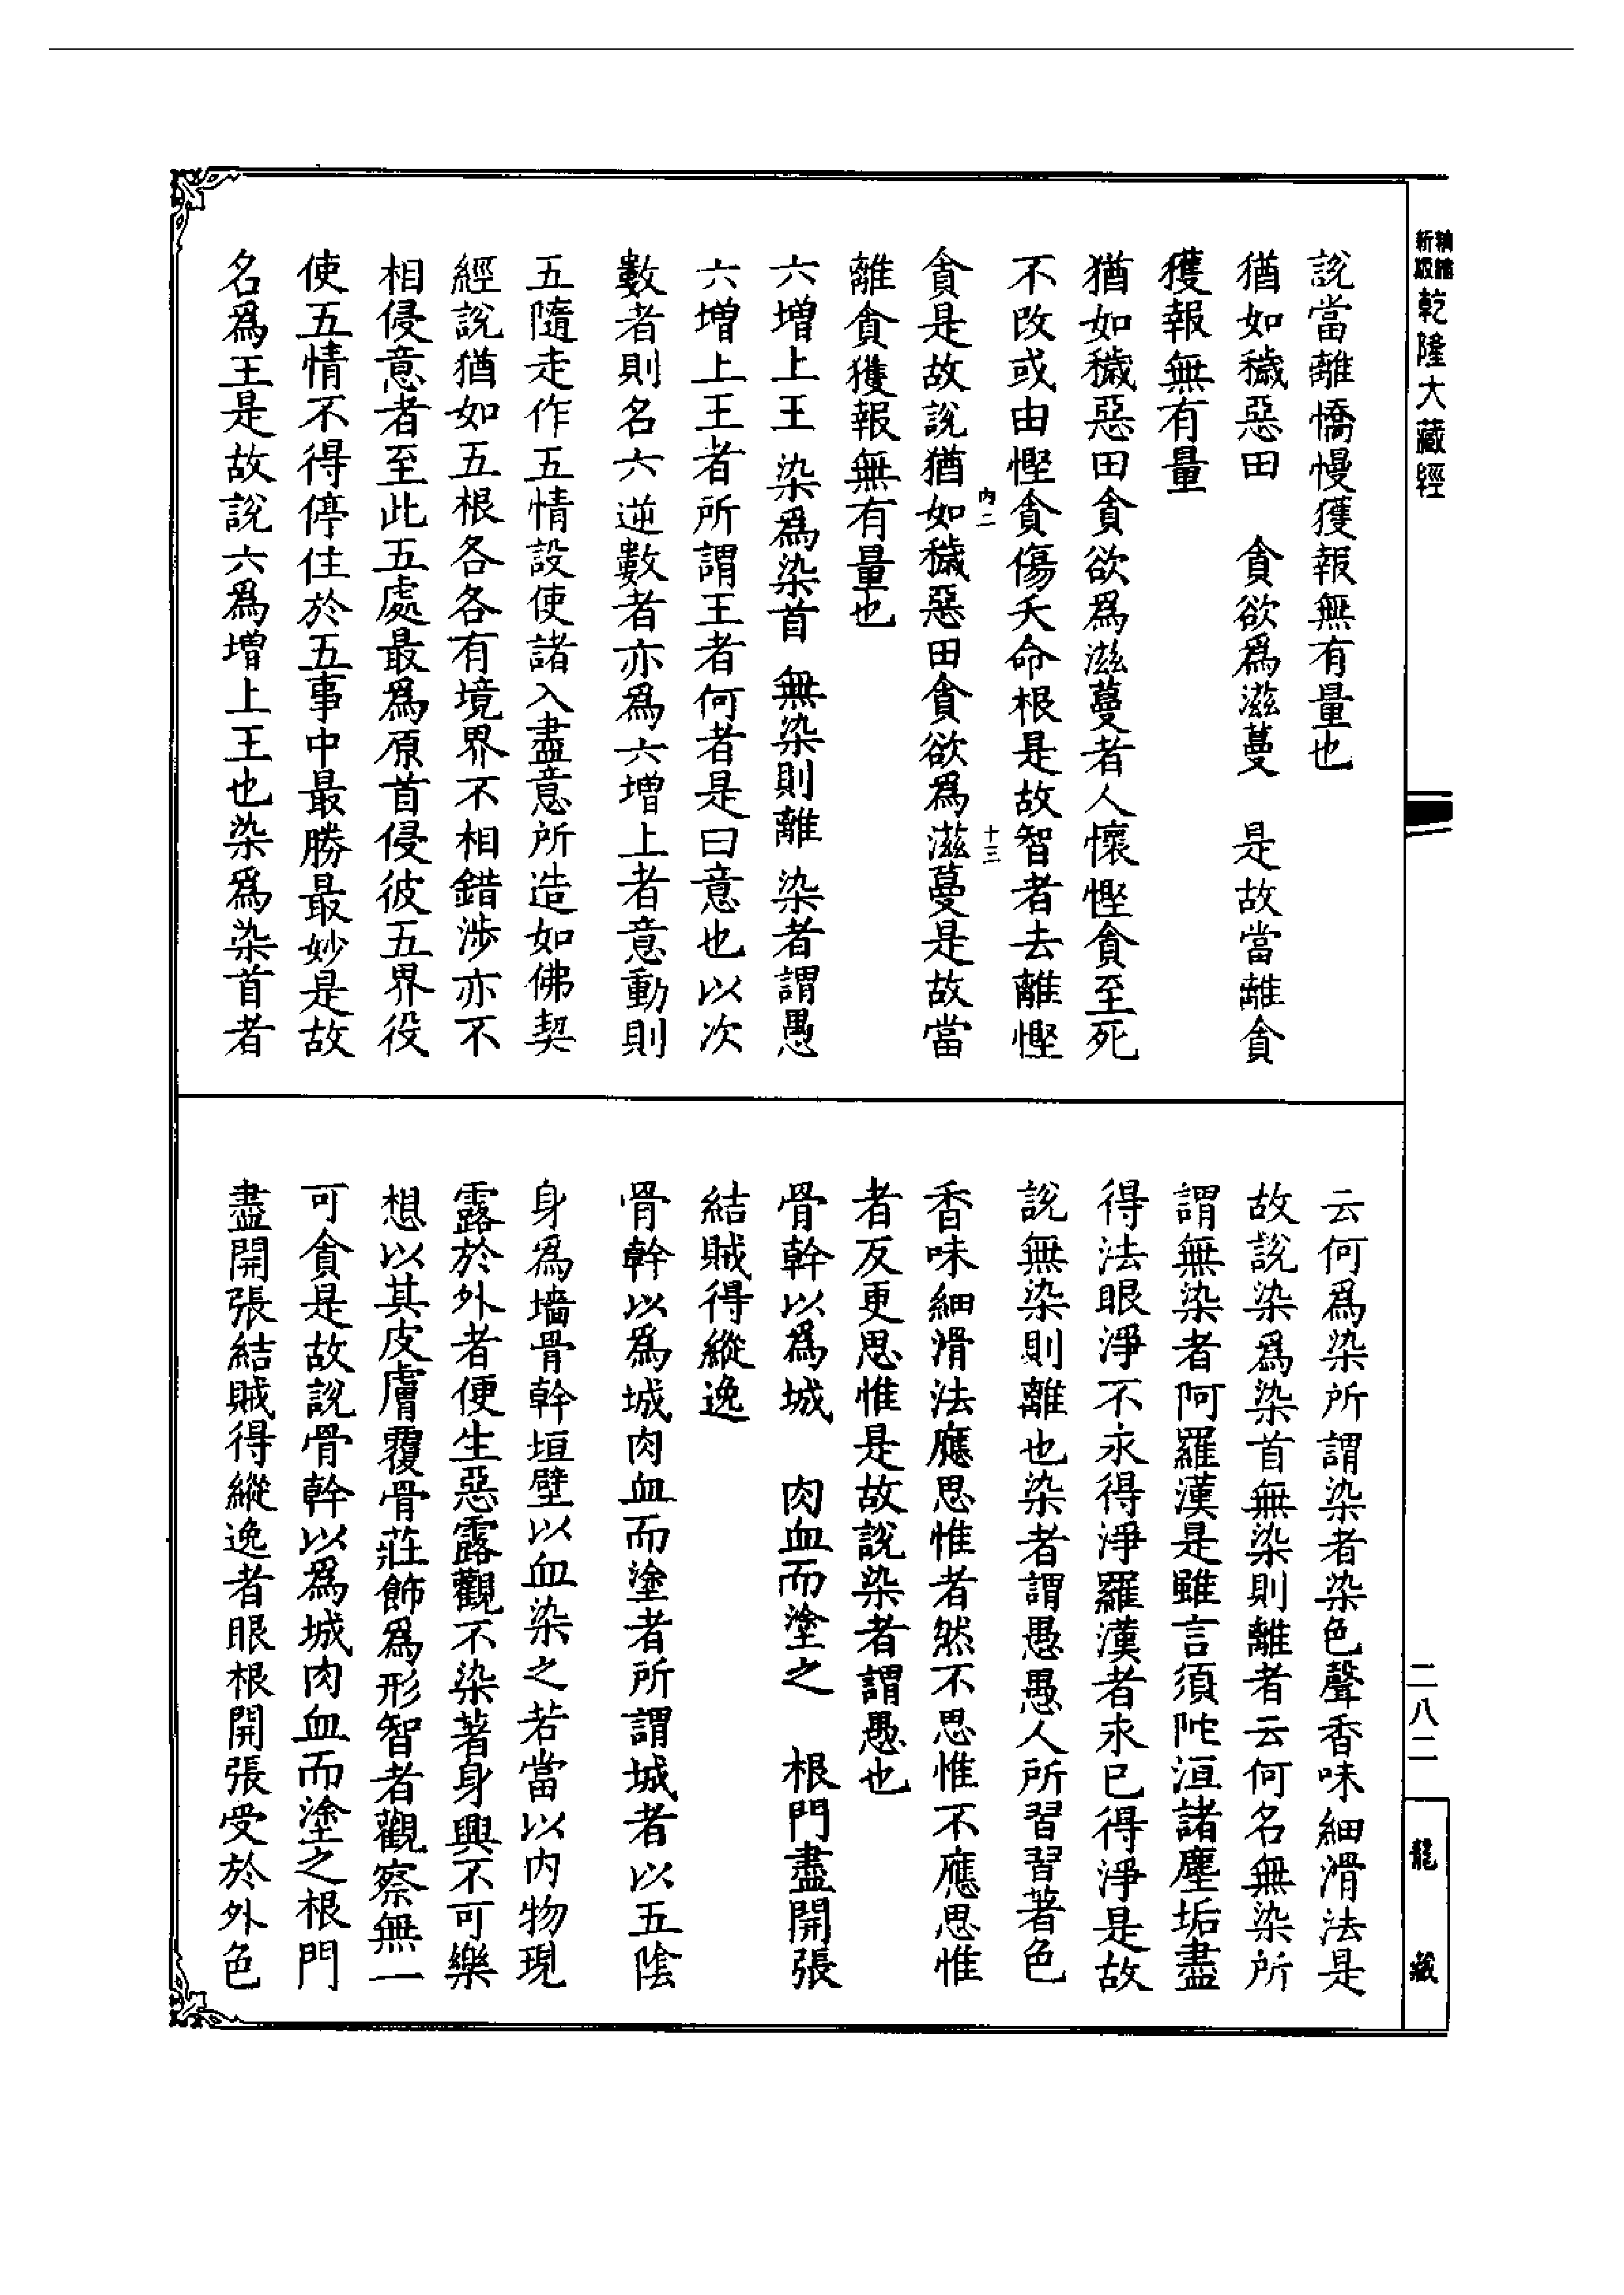 新編
縮版
乾隆大藏經
說當離憍慢獲報無有量也
猶如穢惡田　貪欲爲滋蔓　是故當離貪
獲報無有量
猶如穢惡田貪欲爲滋蔓者人懷慳貪至死
不改或由慳貪傷夭命根是故智者去離慳
内二
十三
貪是故說猶如穢惡田貪欲爲滋蔓是故當
離貪獲報無有量也
六增上王　染爲染首　無染則離　染者謂愚
六增上王者所謂王者何者是曰意也以次
數者則名六逆數者亦爲六增上者意動則
五隨走作五情設使諸入盡意所造如佛契
經說猶如五根各各有境界不相錯涉亦不
相侵意者至此五處最爲原首侵彼五界役
使五情不得停住於五事中最勝最妙是故
名爲王是故說六爲增上王也染爲染首者
云何爲染所謂染者染色聲香味細滑法是
故說染爲染首無染則離者云何名無染所
謂無染者阿羅漢是雖言須陀洹諸塵垢盡
得法眼淨不永得淨羅漢者永已得淨是故
說無染則離也染者謂愚愚人所習習著色
香味細滑法應思惟者然不思惟不應思惟
者反更思惟是故說染者謂愚也
骨幹以爲城　肉血而塗之　根門盡開張
結賊得縱逸
骨幹以爲城肉血而塗者所謂城者以五陰
身爲墻骨幹垣壁以血染之若當以内物現
露於外者便生惡露觀不染著身興不可樂
想以其皮膚覆骨莊飾爲形智者觀察無一
可貪是故說骨幹以爲城肉血而塗之根門
盡開張結賊得縱逸者眼根開張受於外色
二八二
龍藏